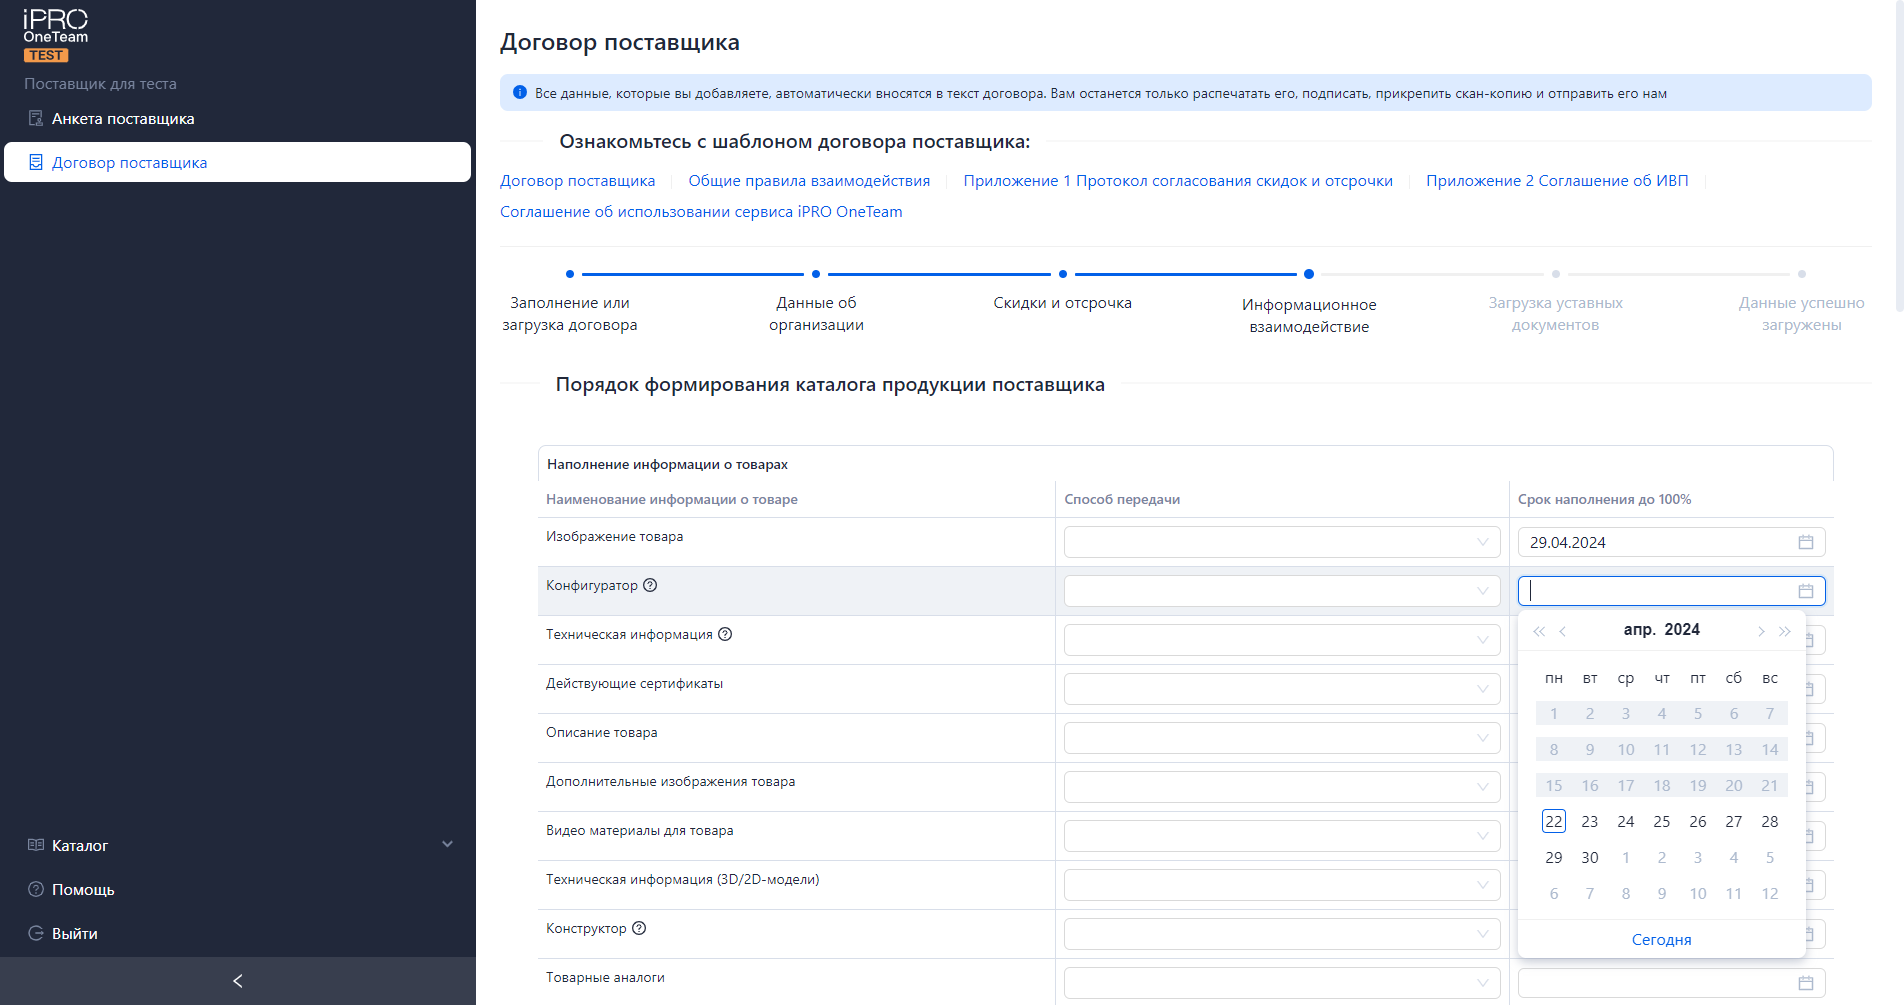 iPRO
OneTeam
TEST
Поставщик для теста
Анкета поставщика
Договор поставщика
Каталог
Помощь
Выйти
Договор поставщика
Все данные, которые вы добавляете, автоматически вносятся в текст договора. Вам останется только распечатать его, подписать, прикрепить скан-копию и отправить его нам
Ознакомьтесь с шаблоном договора поставщика:
Договор поставщика Общие правила взаимодействия Приложение 1 Протокол согласования скидок и отсрочки Приложение 2 Соглашение об ИВП
Соглашение об использовании сервиса iPRO OneTeam
Заполнение или
загрузка договора
Данные об
организации
Скидки и отсрочка
Информационное
взаимодействие
Загрузка уставных
документов
Данные успешно
загружены
Порядок формирования каталога продукции поставщика
Наполнение информации о товарах
Наименование информации о товаре Способ передачи Срок наполнения до 100%
Изображение товара 29.04.2024
Конфигуратор
Техническая информация
Действующие сертификаты
Описание товара
Дополнительные изображения товара
Видео материалы для товара
Техническая информация (3D/2D-модели)
Конструктор
Товарные аналоги
апр. 2024
пн вт ср чт пт сб вс
1 2 3 4 5 6 7
8 9 10 11 12 13 14
15 16 17 18 19 20 21
22 23 24 25 26 27 28
29 30 1 2 3 4 5
6 7 8 9 10 11 12
Сегодня